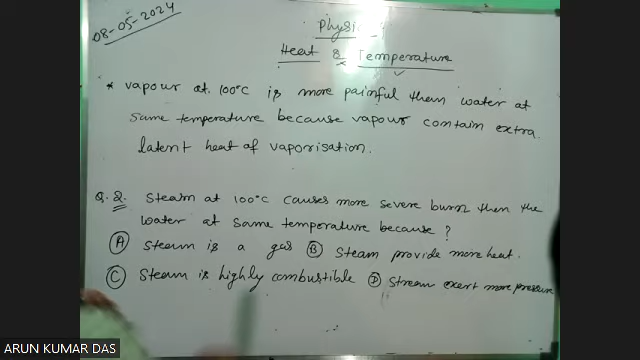 08-05-2024
Physics
Heat & Temperature
* vapour at 100°C is more painful than water at
same temperature because vapour contain extra
latent heat of vaporisation.
Q.2. Steam at 100°C causes more severe burn then the
water at same temperature because ?
(A) Steam is a gas (B) Steam provide more heat.
(C) Steam is highly combustible (D) Stream exert more pressure
ARUN KUMAR DAS